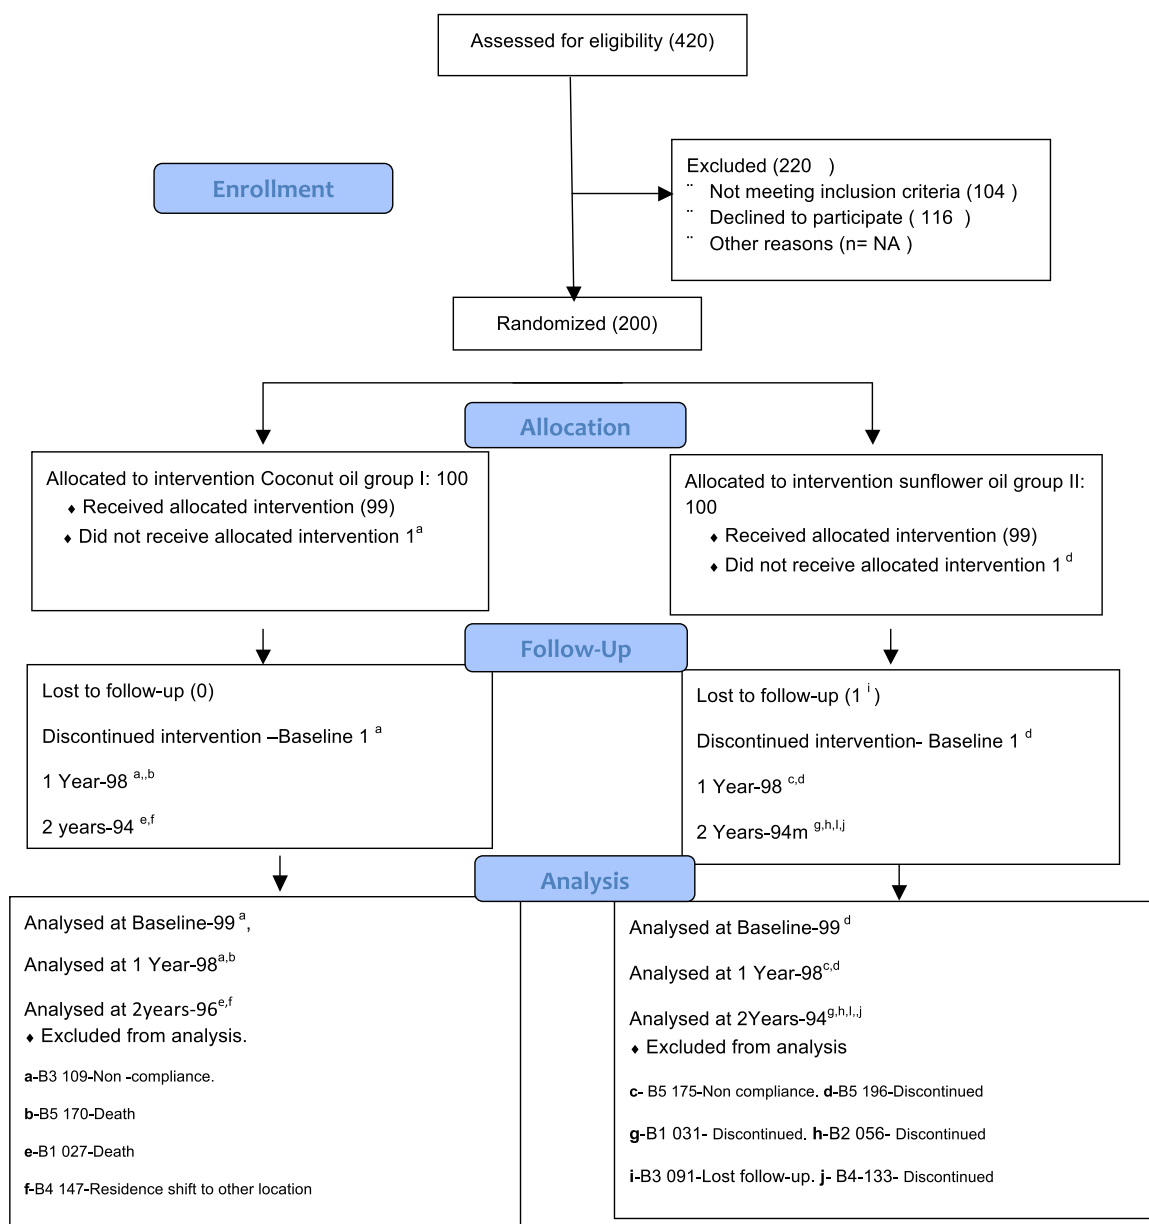 Assessed for eligibility (420)
Enrollment
Excluded (220 )
¨ Not meeting inclusion criteria (104 )
¨ Declined to participate ( 116 )
¨ Other reasons (n= NA )
Randomized (200)
Allocation
Allocated to intervention Coconut oil group I: 100
♦ Received allocated intervention (99)
♦ Did not receive allocated intervention 1a
Allocated to intervention sunflower oil group II:
100
♦ Received allocated intervention (99)
♦ Did not receive allocated intervention 1 d
Follow-Up
Lost to follow-up (0)
Discontinued intervention –Baseline 1 a
1 Year-98 a,,b
2 years-94 e,f
Lost to follow-up (1 i )
Discontinued intervention- Baseline 1 d
1 Year-98 c,d
2 Years-94m g,h,I,j
Analysis
Analysed at Baseline-99 a,
Analysed at 1 Year-98a,b
Analysed at 2years-96e,f
♦ Excluded from analysis.
a-B3 109-Non -compliance.
b-B5 170-Death
e-B1 027-Death
f-B4 147-Residence shift to other location
Analysed at Baseline-99 d
Analysed at 1 Year-98c,d
Analysed at 2Years-94g,h,I,,j
♦ Excluded from analysis
c- B5 175-Non compliance. d-B5 196-Discontinued
g-B1 031- Discontinued. h-B2 056- Discontinued
i-B3 091-Lost follow-up. j- B4-133- Discontinued